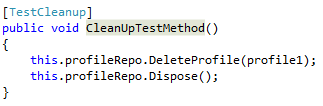 [TestCleanup]
public void CleanUpTestMethod()
{
    this.profileRepo.DeleteProfile(profile1);
    this.profileRepo.Dispose();
}